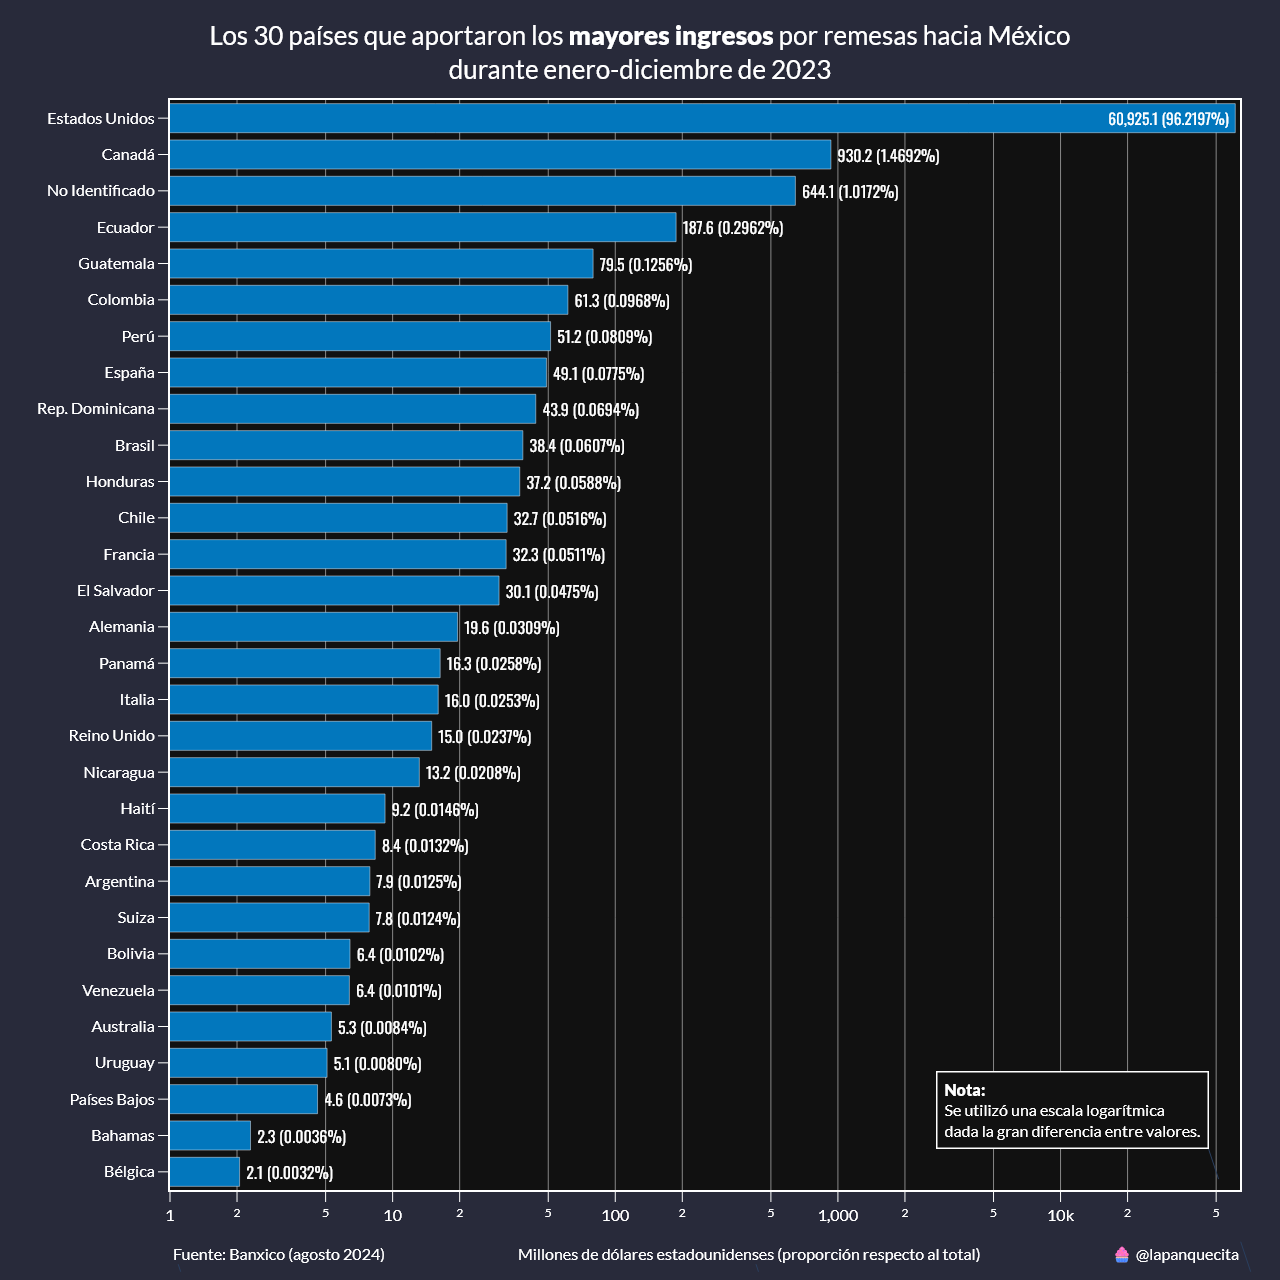 Los 30 países que aportaron los mayores ingresos por remesas hacia México
durante enero-diciembre de 2023
Estados Unidos 60,925.1 (96.2197%)
Canadá 930.2 (1.4692%)
No Identificado 644.1 (1.0172%)
Ecuador 187.6 (0.2962%)
Guatemala 79.5 (0.1256%)
Colombia 61.3 (0.0968%)
Perú 51.2 (0.0809%)
España 49.1 (0.0775%)
Rep. Dominicana 43.9 (0.0694%)
Brasil 38.4 (0.0607%)
Honduras 37.2 (0.0588%)
Chile 32.7 (0.0516%)
Francia 32.3 (0.0511%)
El Salvador 30.1 (0.0475%)
Alemania 19.6 (0.0309%)
Panamá 16.3 (0.0258%)
Italia 16.0 (0.0253%)
Reino Unido 15.0 (0.0237%)
Nicaragua 13.2 (0.0208%)
Haití 9.2 (0.0146%)
Costa Rica 8.4 (0.0132%)
Argentina 7.9 (0.0125%)
Suiza 7.8 (0.0124%)
Bolivia 6.4 (0.0102%)
Venezuela 6.4 (0.0101%)
Australia 5.3 (0.0084%)
Uruguay 5.1 (0.0080%)
Países Bajos 4.6 (0.0073%)
Bahamas 2.3 (0.0036%)
Bélgica 2.1 (0.0032%)
Nota:
Se utilizó una escala logarítmica
dada la gran diferencia entre valores.
1 2 5 10 2 5 100 2 5 1,000 2 5 10k 2 5
Fuente: Banxico (agosto 2024) Millones de dólares estadounidenses (proporción respecto al total) @lapanquecita